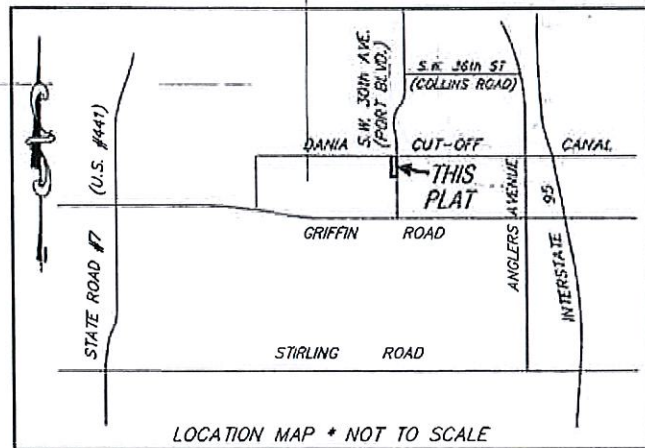 S.W. 30th AVE.
(PORT BLVD.)
S.W. 36th ST
(COLLINS ROAD)
STATE ROAD #7 (U.S. #441)
DANIA CUT-OFF CANAL
THIS
PLAT
GRIFFIN ROAD
ANGLERS AVENUE
INTERSTATE 95
STIRLING ROAD
LOCATION MAP * NOT TO SCALE